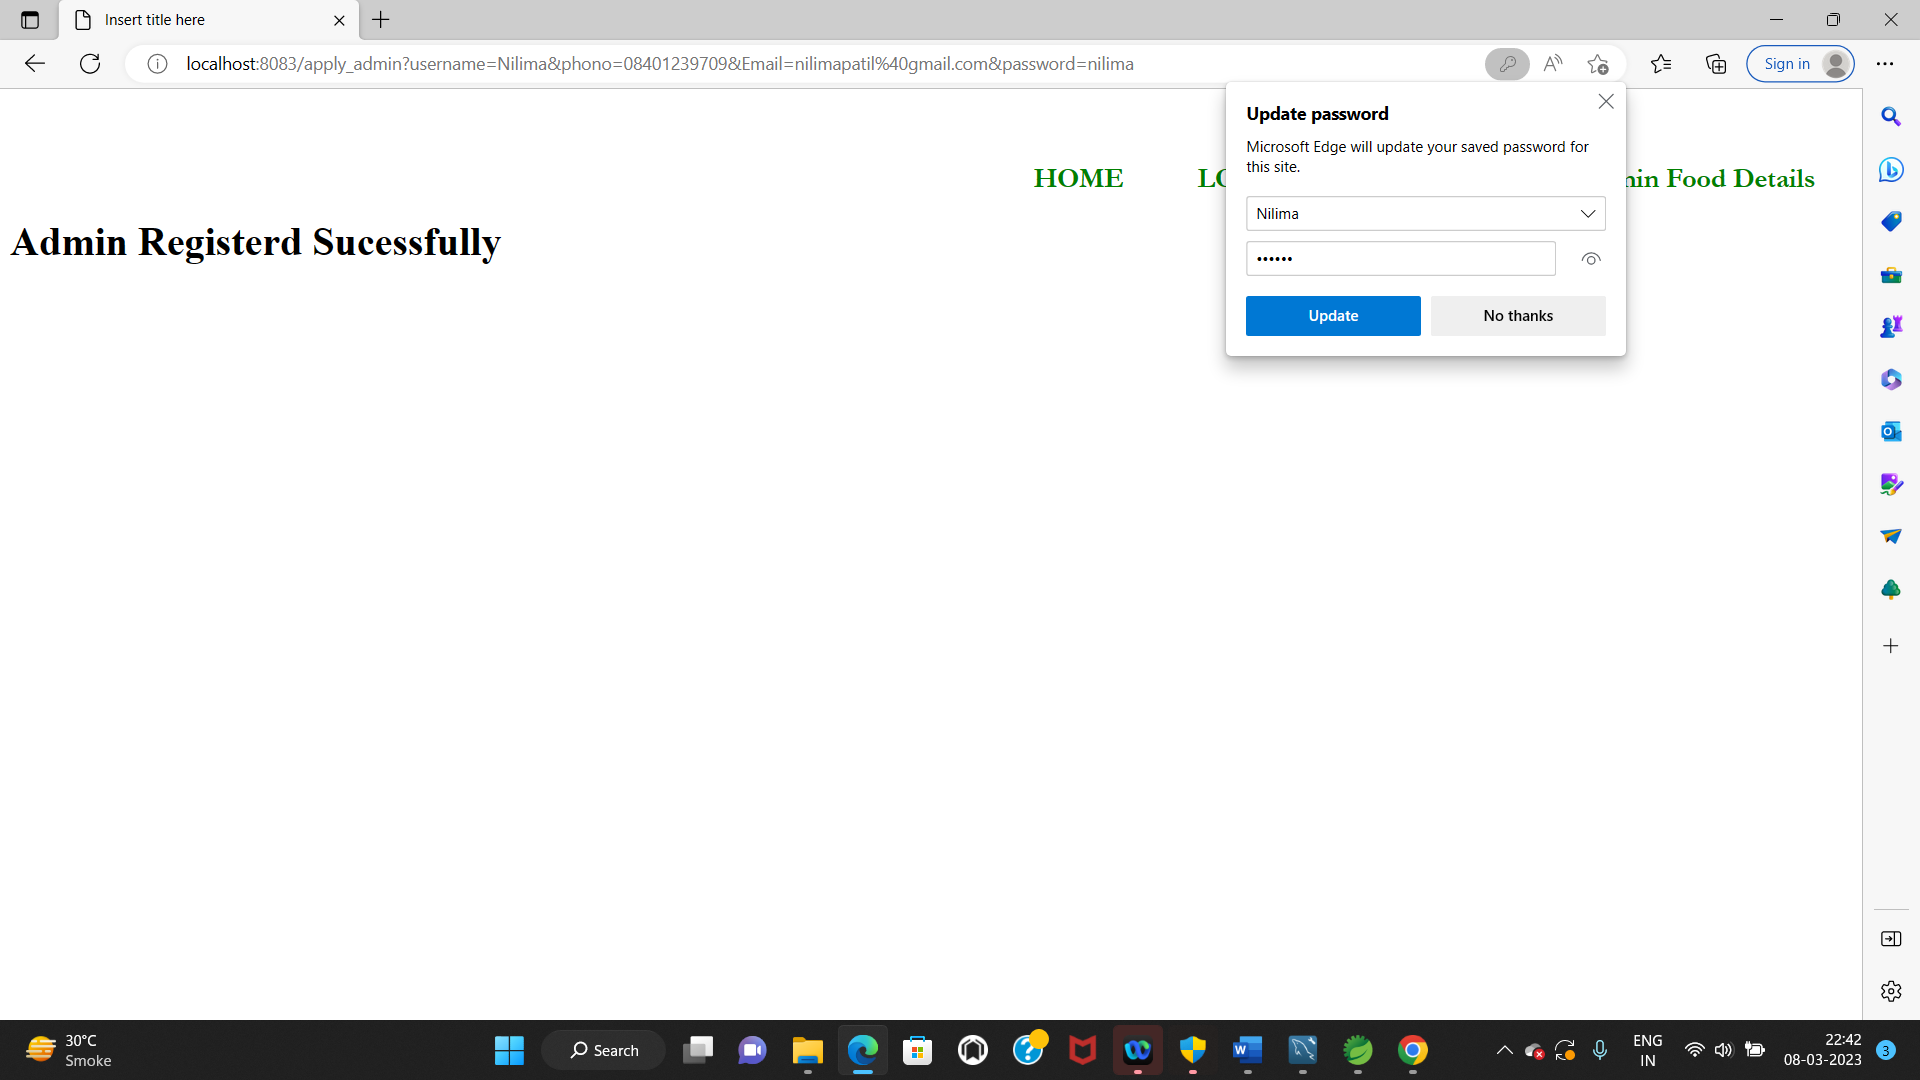 Insert title here
localhost:8083/apply_admin?username=Nilima&phono=08401239709&Email=nilimapatil%40gmail.com&password=nilima
Sign in
Update password
Microsoft Edge will update your saved password for
this site.
Nilima
••••••
Update
No thanks
HOME
Food Details
Admin Registerd Sucessfully
30°C
Smoke
Search
ENG
IN
22:42
08-03-2023
3